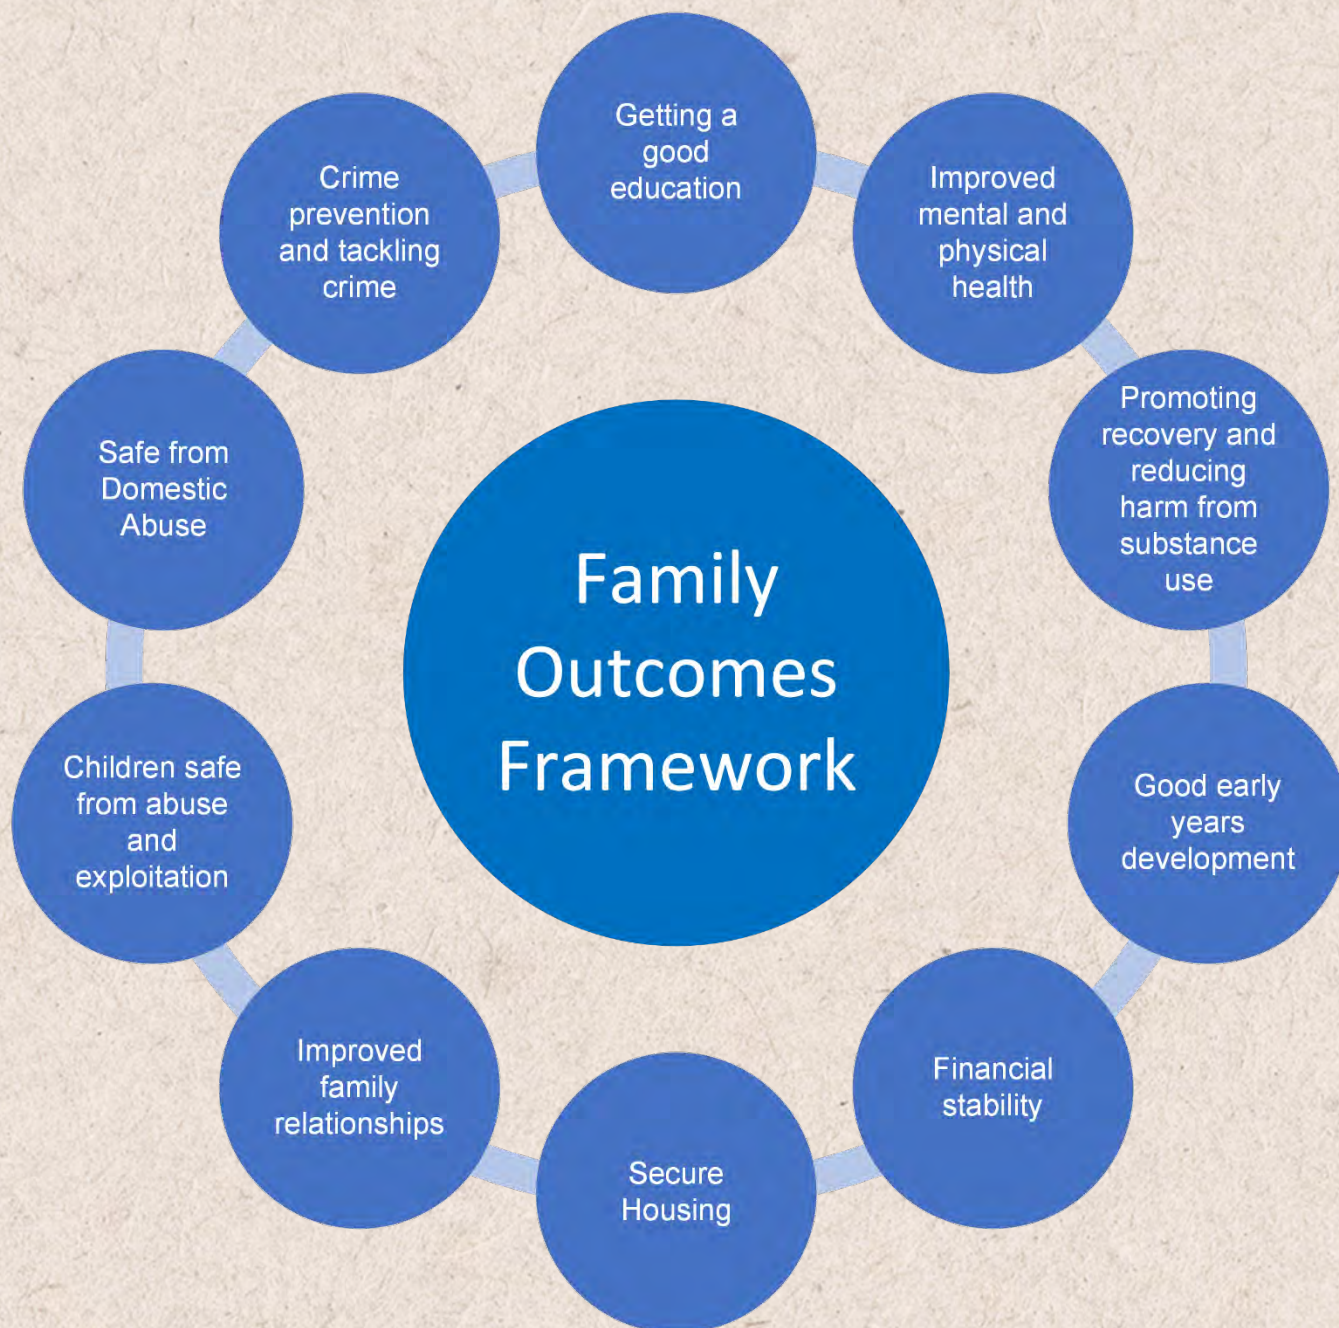 Getting a
good
education
Improved
mental and
physical
health
Promoting
recovery and
reducing
harm from
substance
use
Good early
years
development
Financial
stability
Secure
Housing
Improved
family
relationships
Children safe
from abuse
and
exploitation
Safe from
Domestic
Abuse
Crime
prevention
and tackling
crime
Family
Outcomes
Framework